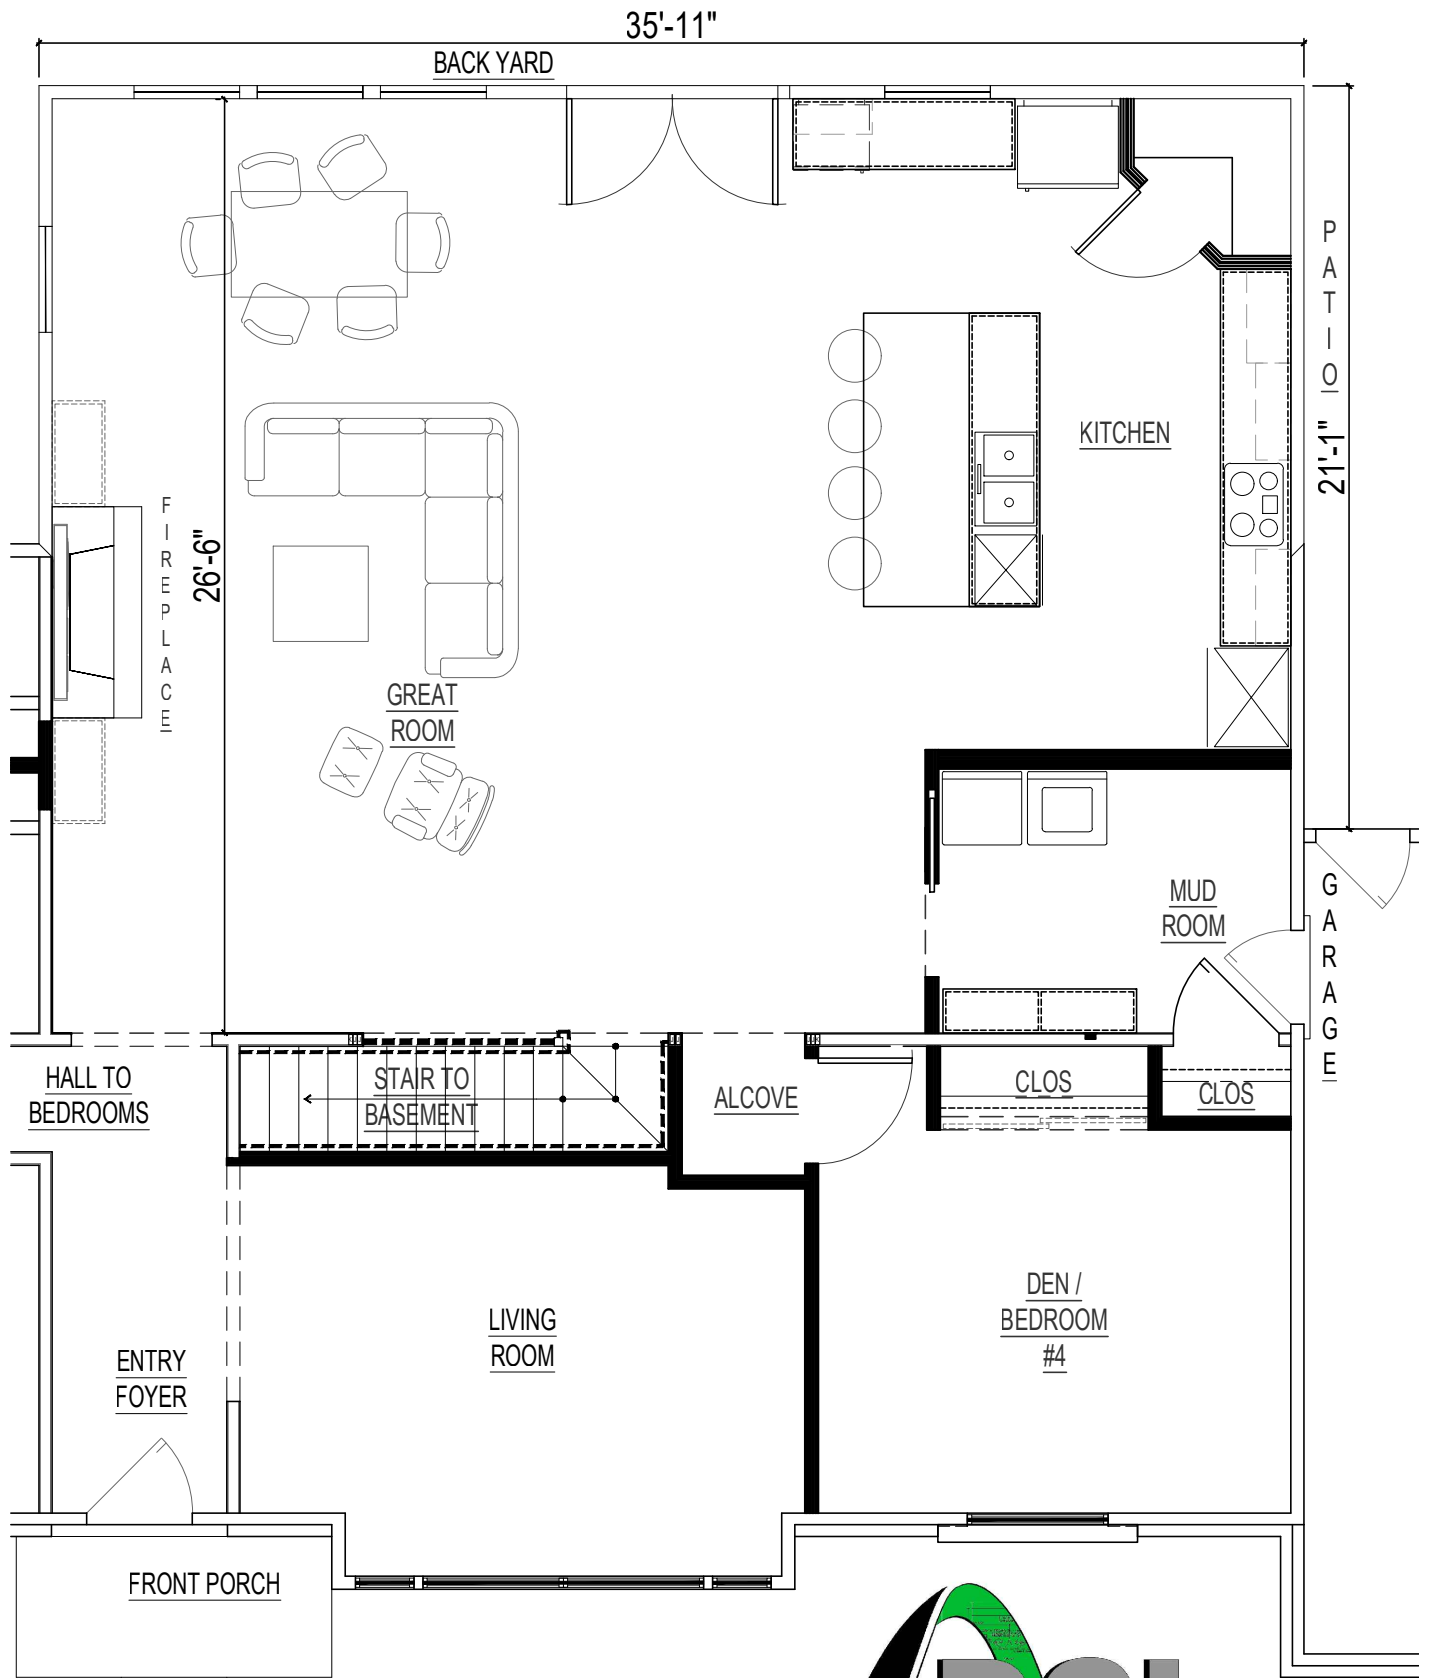 35'-11"
BACK YARD
PATIO
21'-1"
KITCHEN
FIREPLACE
26'-6"
GREAT
ROOM
MUD
ROOM
GARAGE
HALL TO
BEDROOMS
STAIR TO
BASEMENT
ALCOVE
CLOS
CLOS
LIVING
ROOM
DEN /
BEDROOM
#4
ENTRY
FOYER
FRONT PORCH